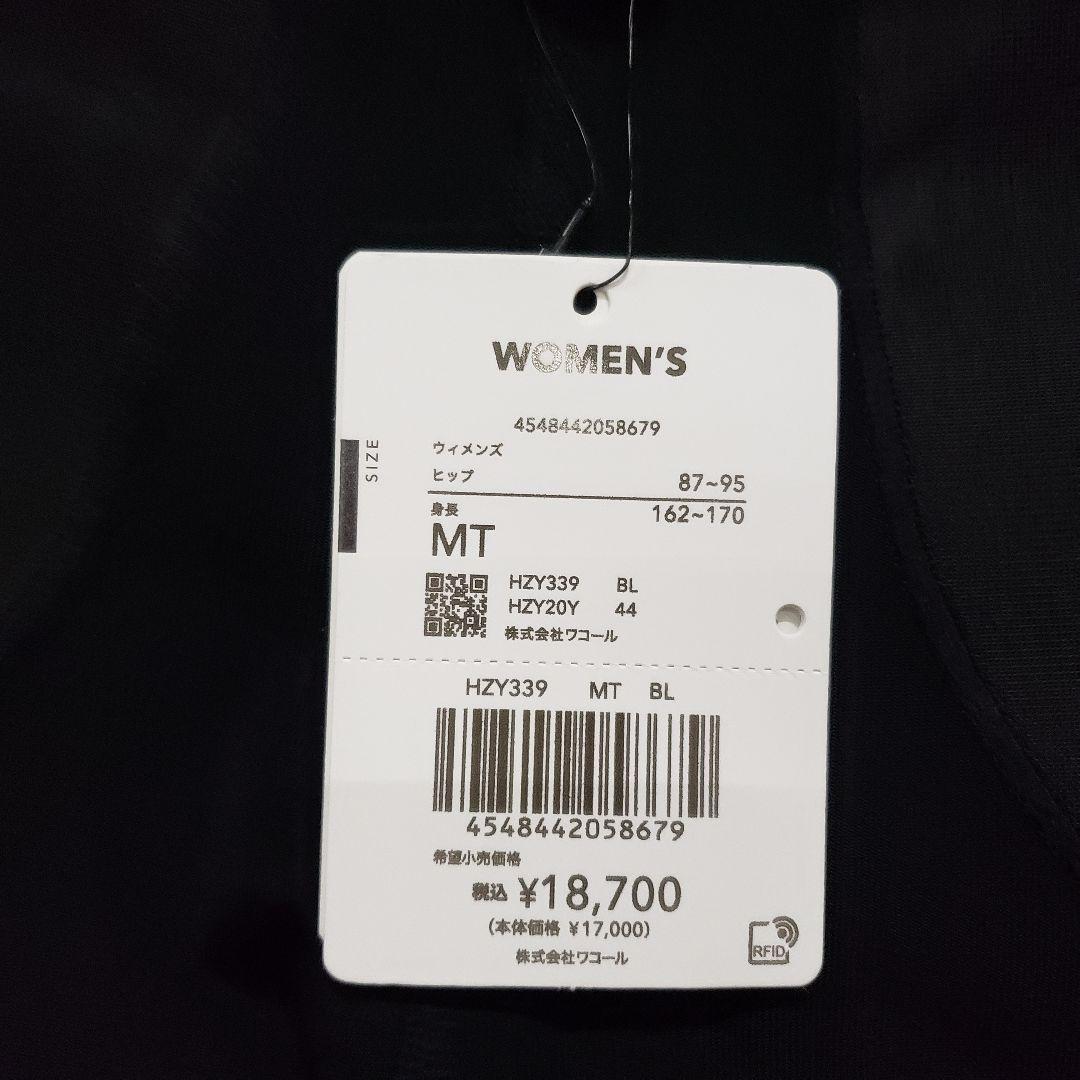 WOMEN'S
4548442058679
SIZE
ウィメンズ
ヒップ 87~95
身長 162~170
MT
HZY339 BL
HZY20Y 44
株式会社ワコール
HZY339 MT BL
4548442058679
希望小売価格
税込 ¥18,700
(本体価格 ¥17,000)
株式会社ワコール
RFID